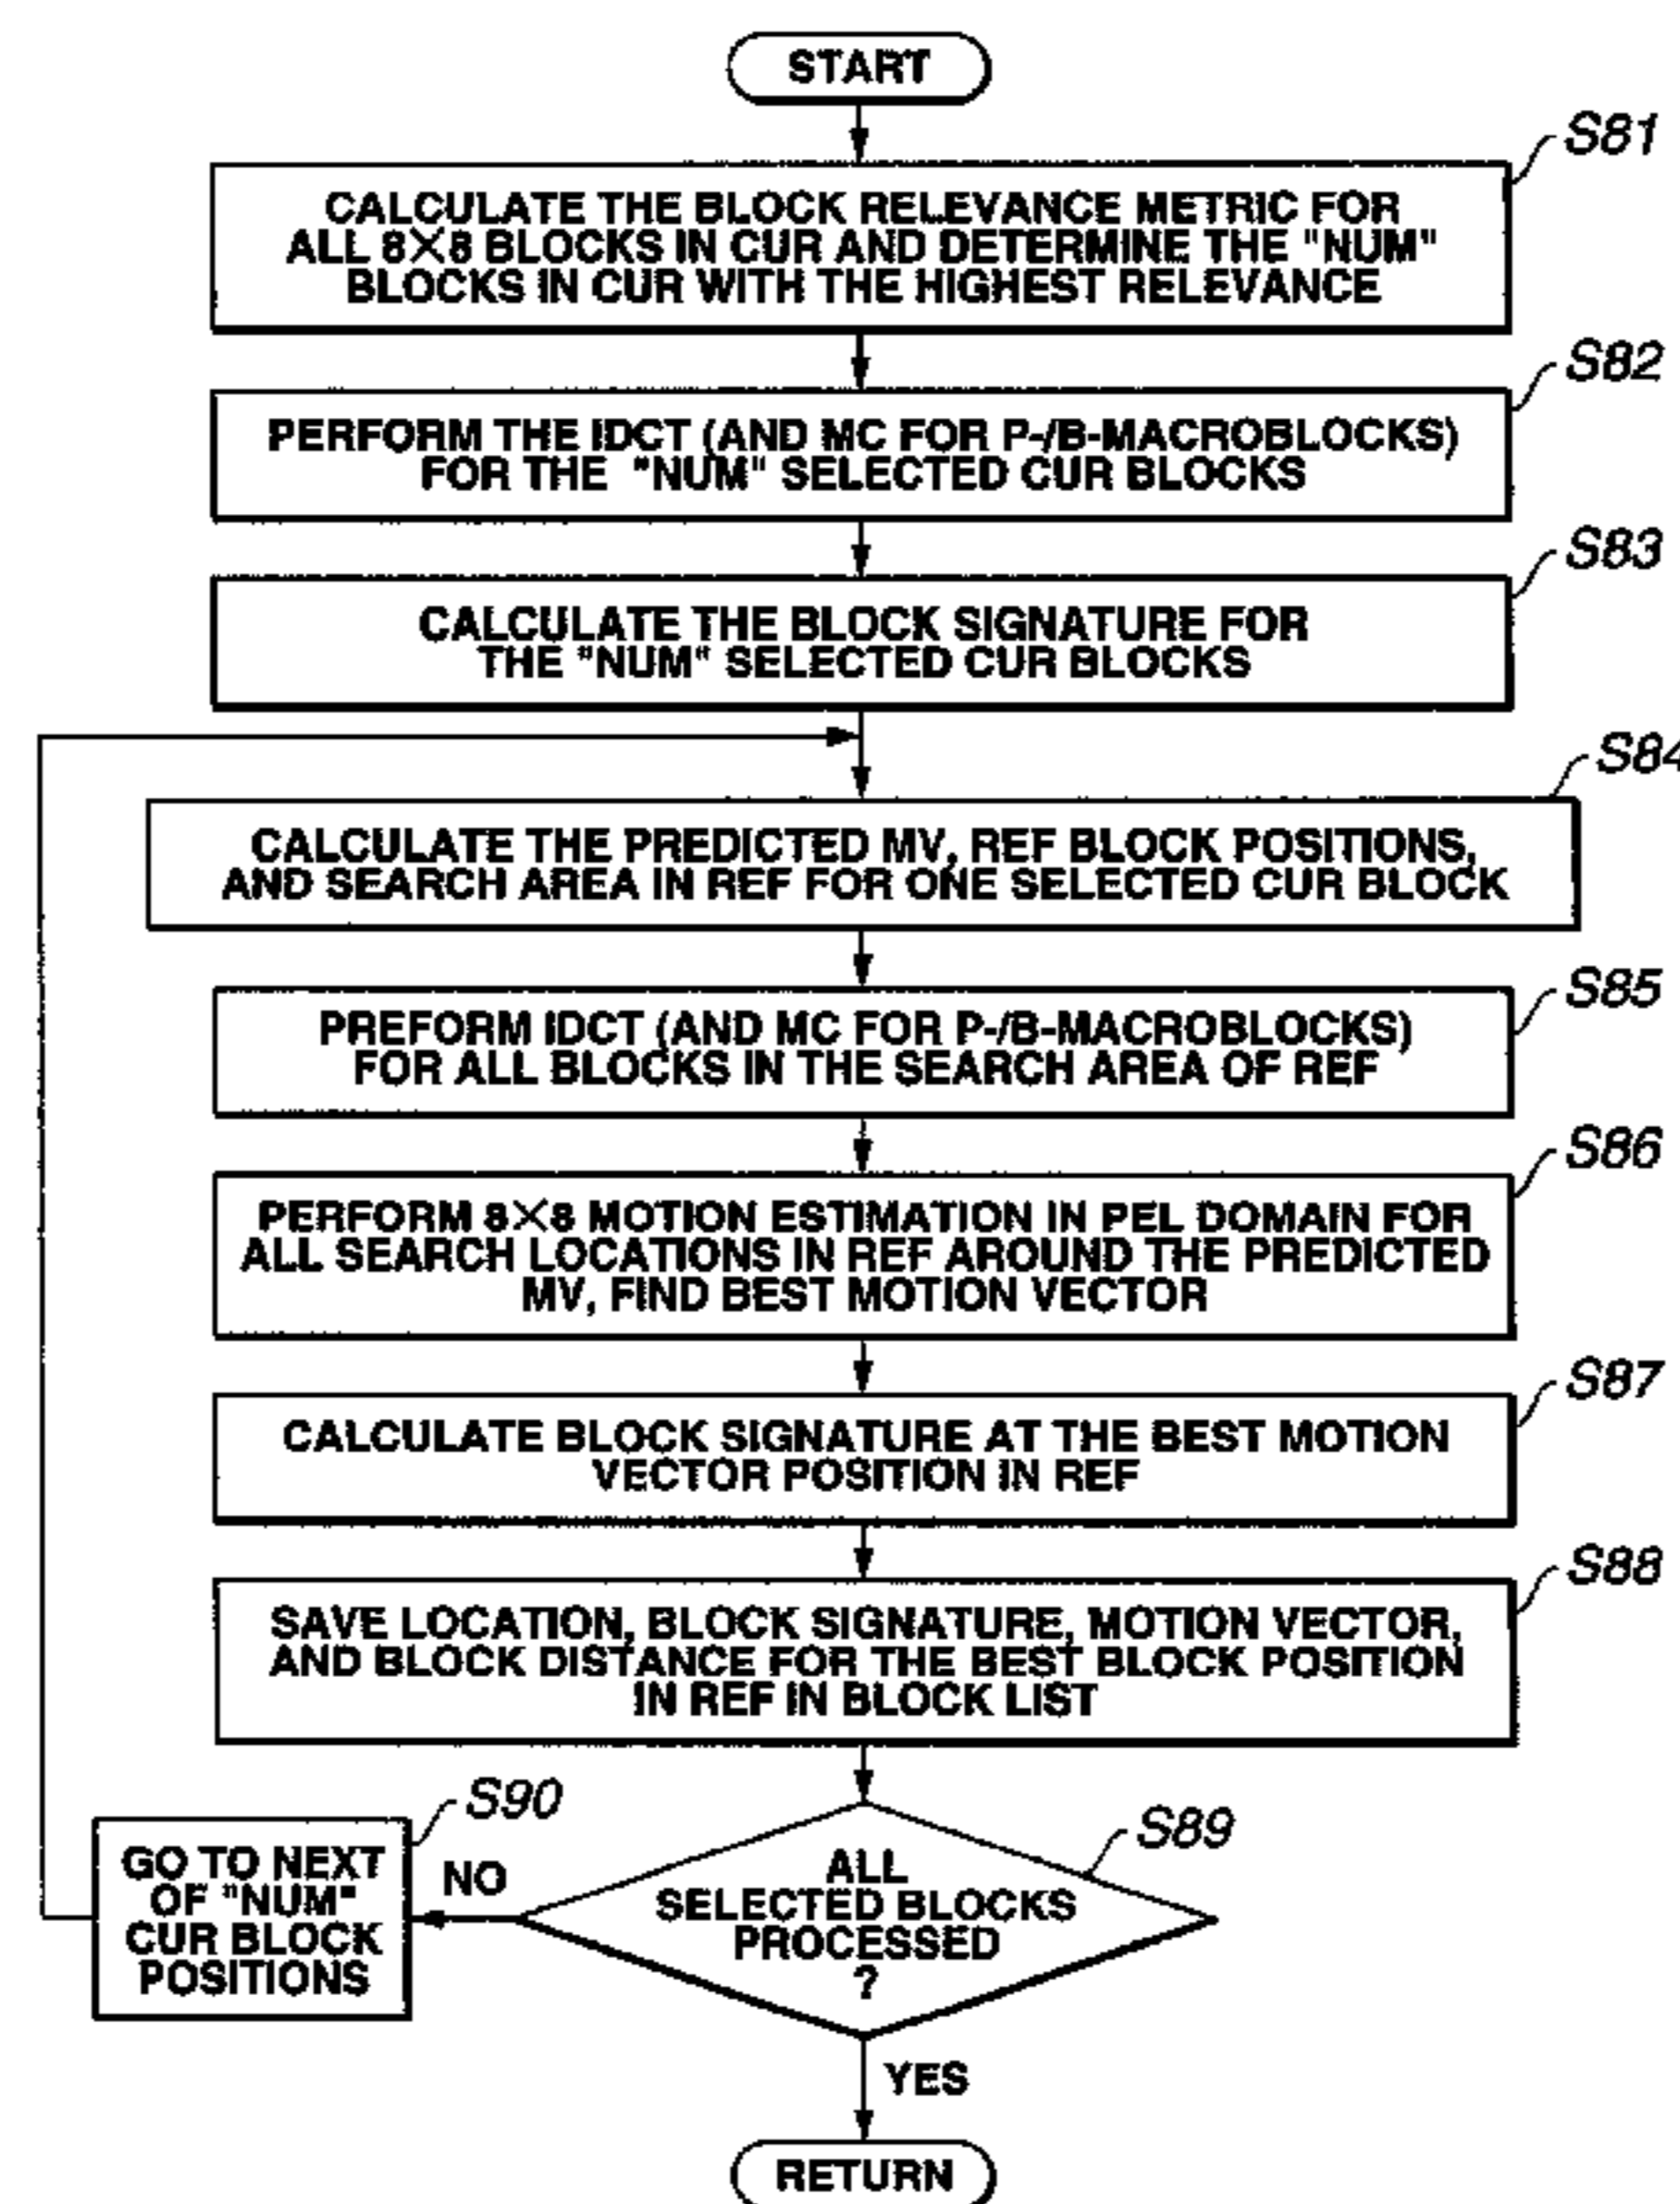 START
S81
CALCULATE THE BLOCK RELEVANCE METRIC FOR
ALL 8×8 BLOCKS IN CUR AND DETERMINE THE "NUM"
BLOCKS IN CUR WITH THE HIGHEST RELEVANCE
S82
PERFORM THE IDCT (AND MC FOR P-/B-MACROBLOCKS)
FOR THE "NUM" SELECTED CUR BLOCKS
S83
CALCULATE THE BLOCK SIGNATURE FOR
THE "NUM" SELECTED CUR BLOCKS
S84
CALCULATE THE PREDICTED MV, REF BLOCK POSITIONS,
AND SEARCH AREA IN REF FOR ONE SELECTED CUR BLOCK
S85
PREFORM IDCT (AND MC FOR P-/B-MACROBLOCKS)
FOR ALL BLOCKS IN THE SEARCH AREA OF REF
S86
PERFORM 8×8 MOTION ESTIMATION IN PEL DOMAIN FOR
ALL SEARCH LOCATIONS IN REF AROUND THE PREDICTED
MV, FIND BEST MOTION VECTOR
S87
CALCULATE BLOCK SIGNATURE AT THE BEST MOTION
VECTOR POSITION IN REF
S88
SAVE LOCATION, BLOCK SIGNATURE, MOTION VECTOR,
AND BLOCK DISTANCE FOR THE BEST BLOCK POSITION
IN REF IN BLOCK LIST
S89
ALL
SELECTED BLOCKS
PROCESSED
?
NO
S90
GO TO NEXT
OF "NUM"
CUR BLOCK
POSITIONS
YES
RETURN